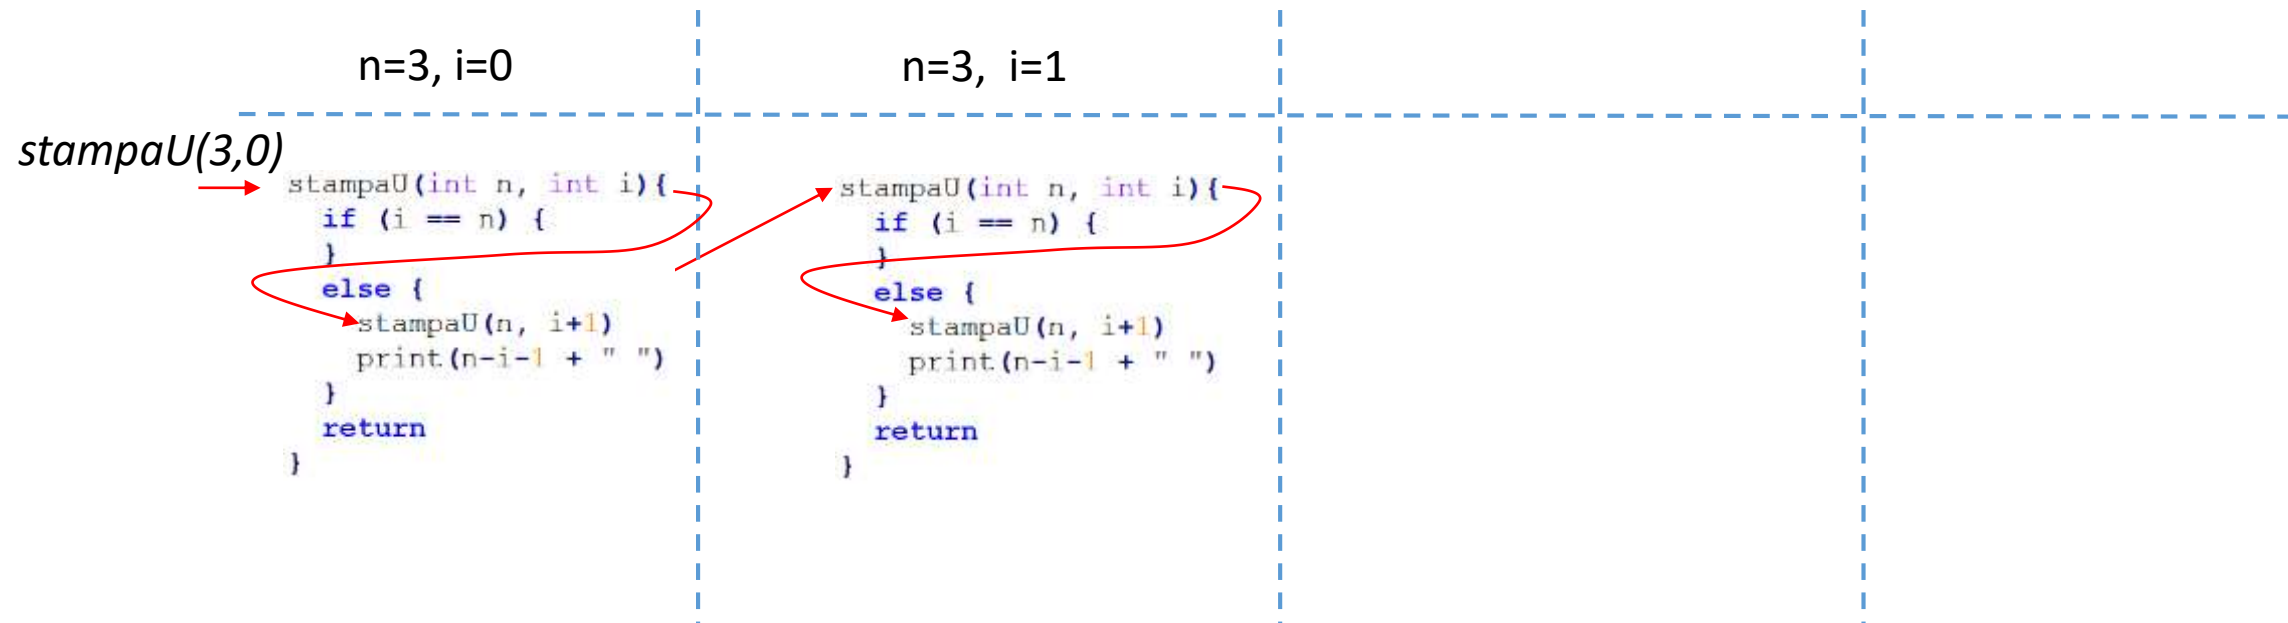 n=3, i=0
n=3, i=1
stampaU(3,0)
stampaU(int n, int i){
if (i == n) {
}
else {
stampaU(n, i+1)
print(n-i-1 + " ")
}
return
}
stampaU(int n, int i){
if (i == n) {
}
else {
stampaU(n, i+1)
print(n-i-1 + " ")
}
return
}